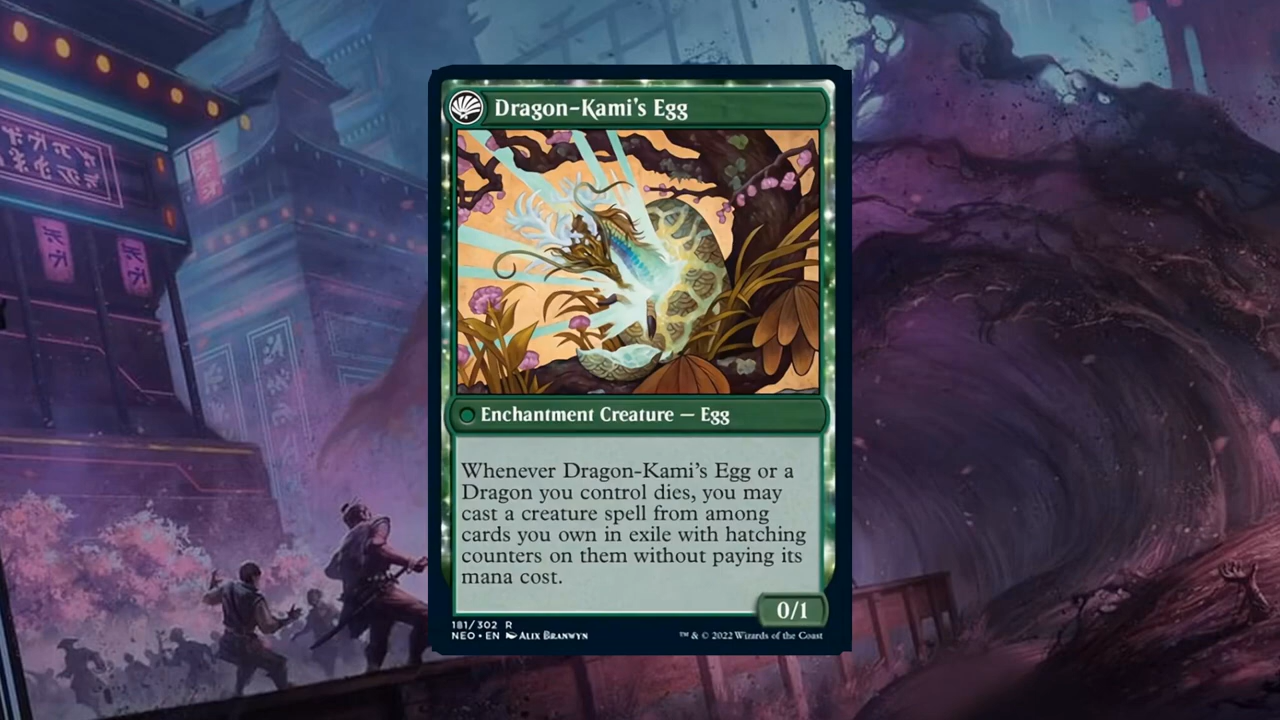 Dragon-Kami's Egg
Enchantment Creature — Egg
Whenever Dragon-Kami's Egg or a
Dragon you control dies, you may
cast a creature spell from among
cards you own in exile with hatching
counters on them without paying its
mana cost.
0/1
181/302 R
NEO • EN Alix Branwyn
™ & © 2022 Wizards of the Coast